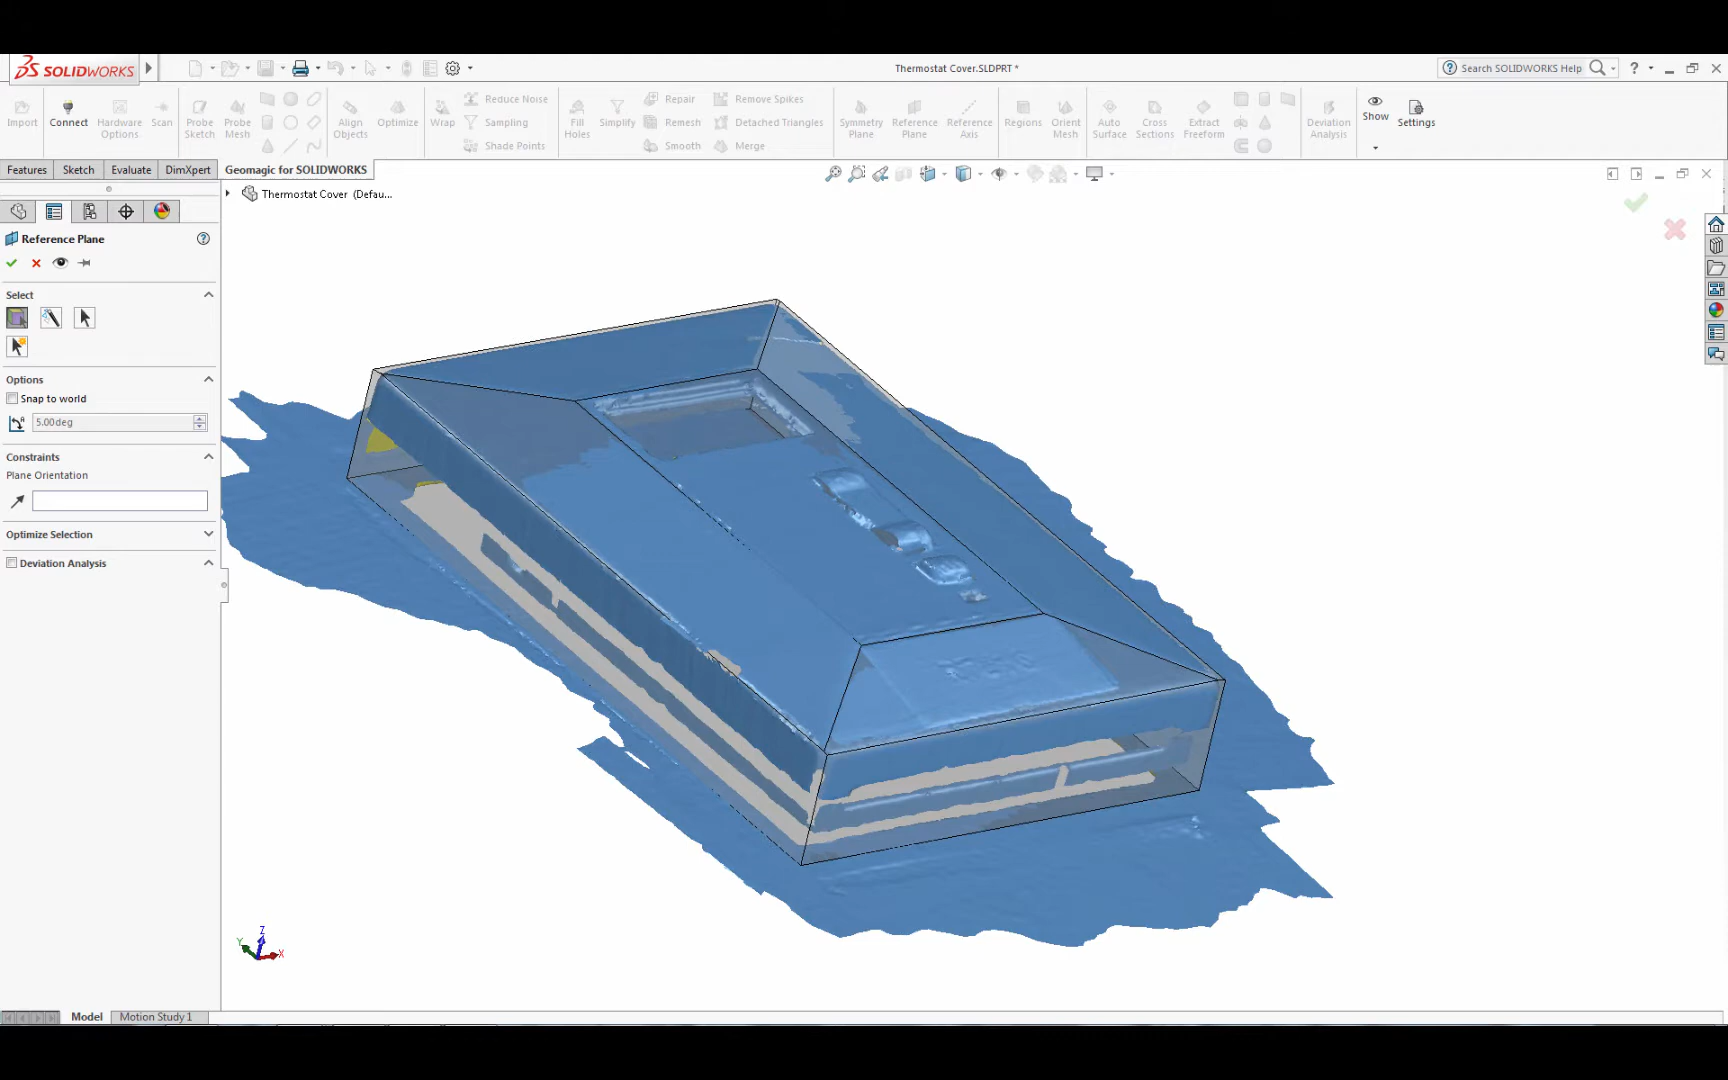 SOLIDWORKS
Thermostat Cover.SLDPRT *
Search SOLIDWORKS Help
?
Import
Connect
Hardware Options
Scan
Probe Sketch
Probe Mesh
Align Objects
Optimize
Wrap
Reduce Noise
Sampling
Shade Points
Fill Holes
Simplify
Repair
Remesh
Smooth
Remove Spikes
Detached Triangles
Merge
Symmetry Plane
Reference Plane
Reference Axis
Regions
Orient Mesh
Auto Surface
Cross Sections
Extract Freeform
Deviation Analysis
Show
Settings
Features
Sketch
Evaluate
DimXpert
Geomagic for SOLIDWORKS
Thermostat Cover (Defau...
Reference Plane
?
Select
Options
Snap to world
5.00deg
Constraints
Plane Orientation
Optimize Selection
Deviation Analysis
Z
Y
X
Model
Motion Study 1